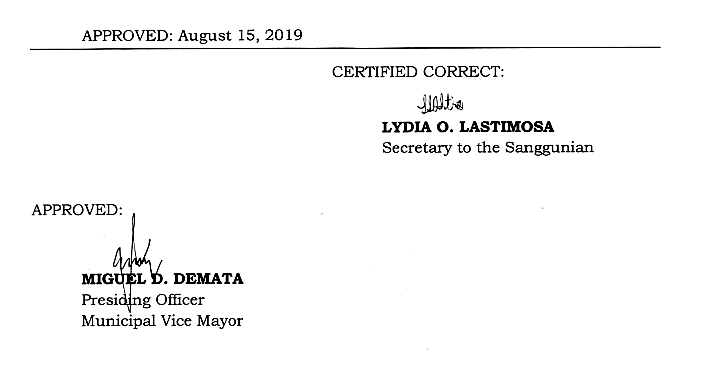 APPROVED: August 15, 2019
CERTIFIED CORRECT:
LYDIA O. LASTIMOSA
Secretary to the Sanggunian
APPROVED:
MIGUEL D. DEMATA
Presiding Officer
Municipal Vice Mayor